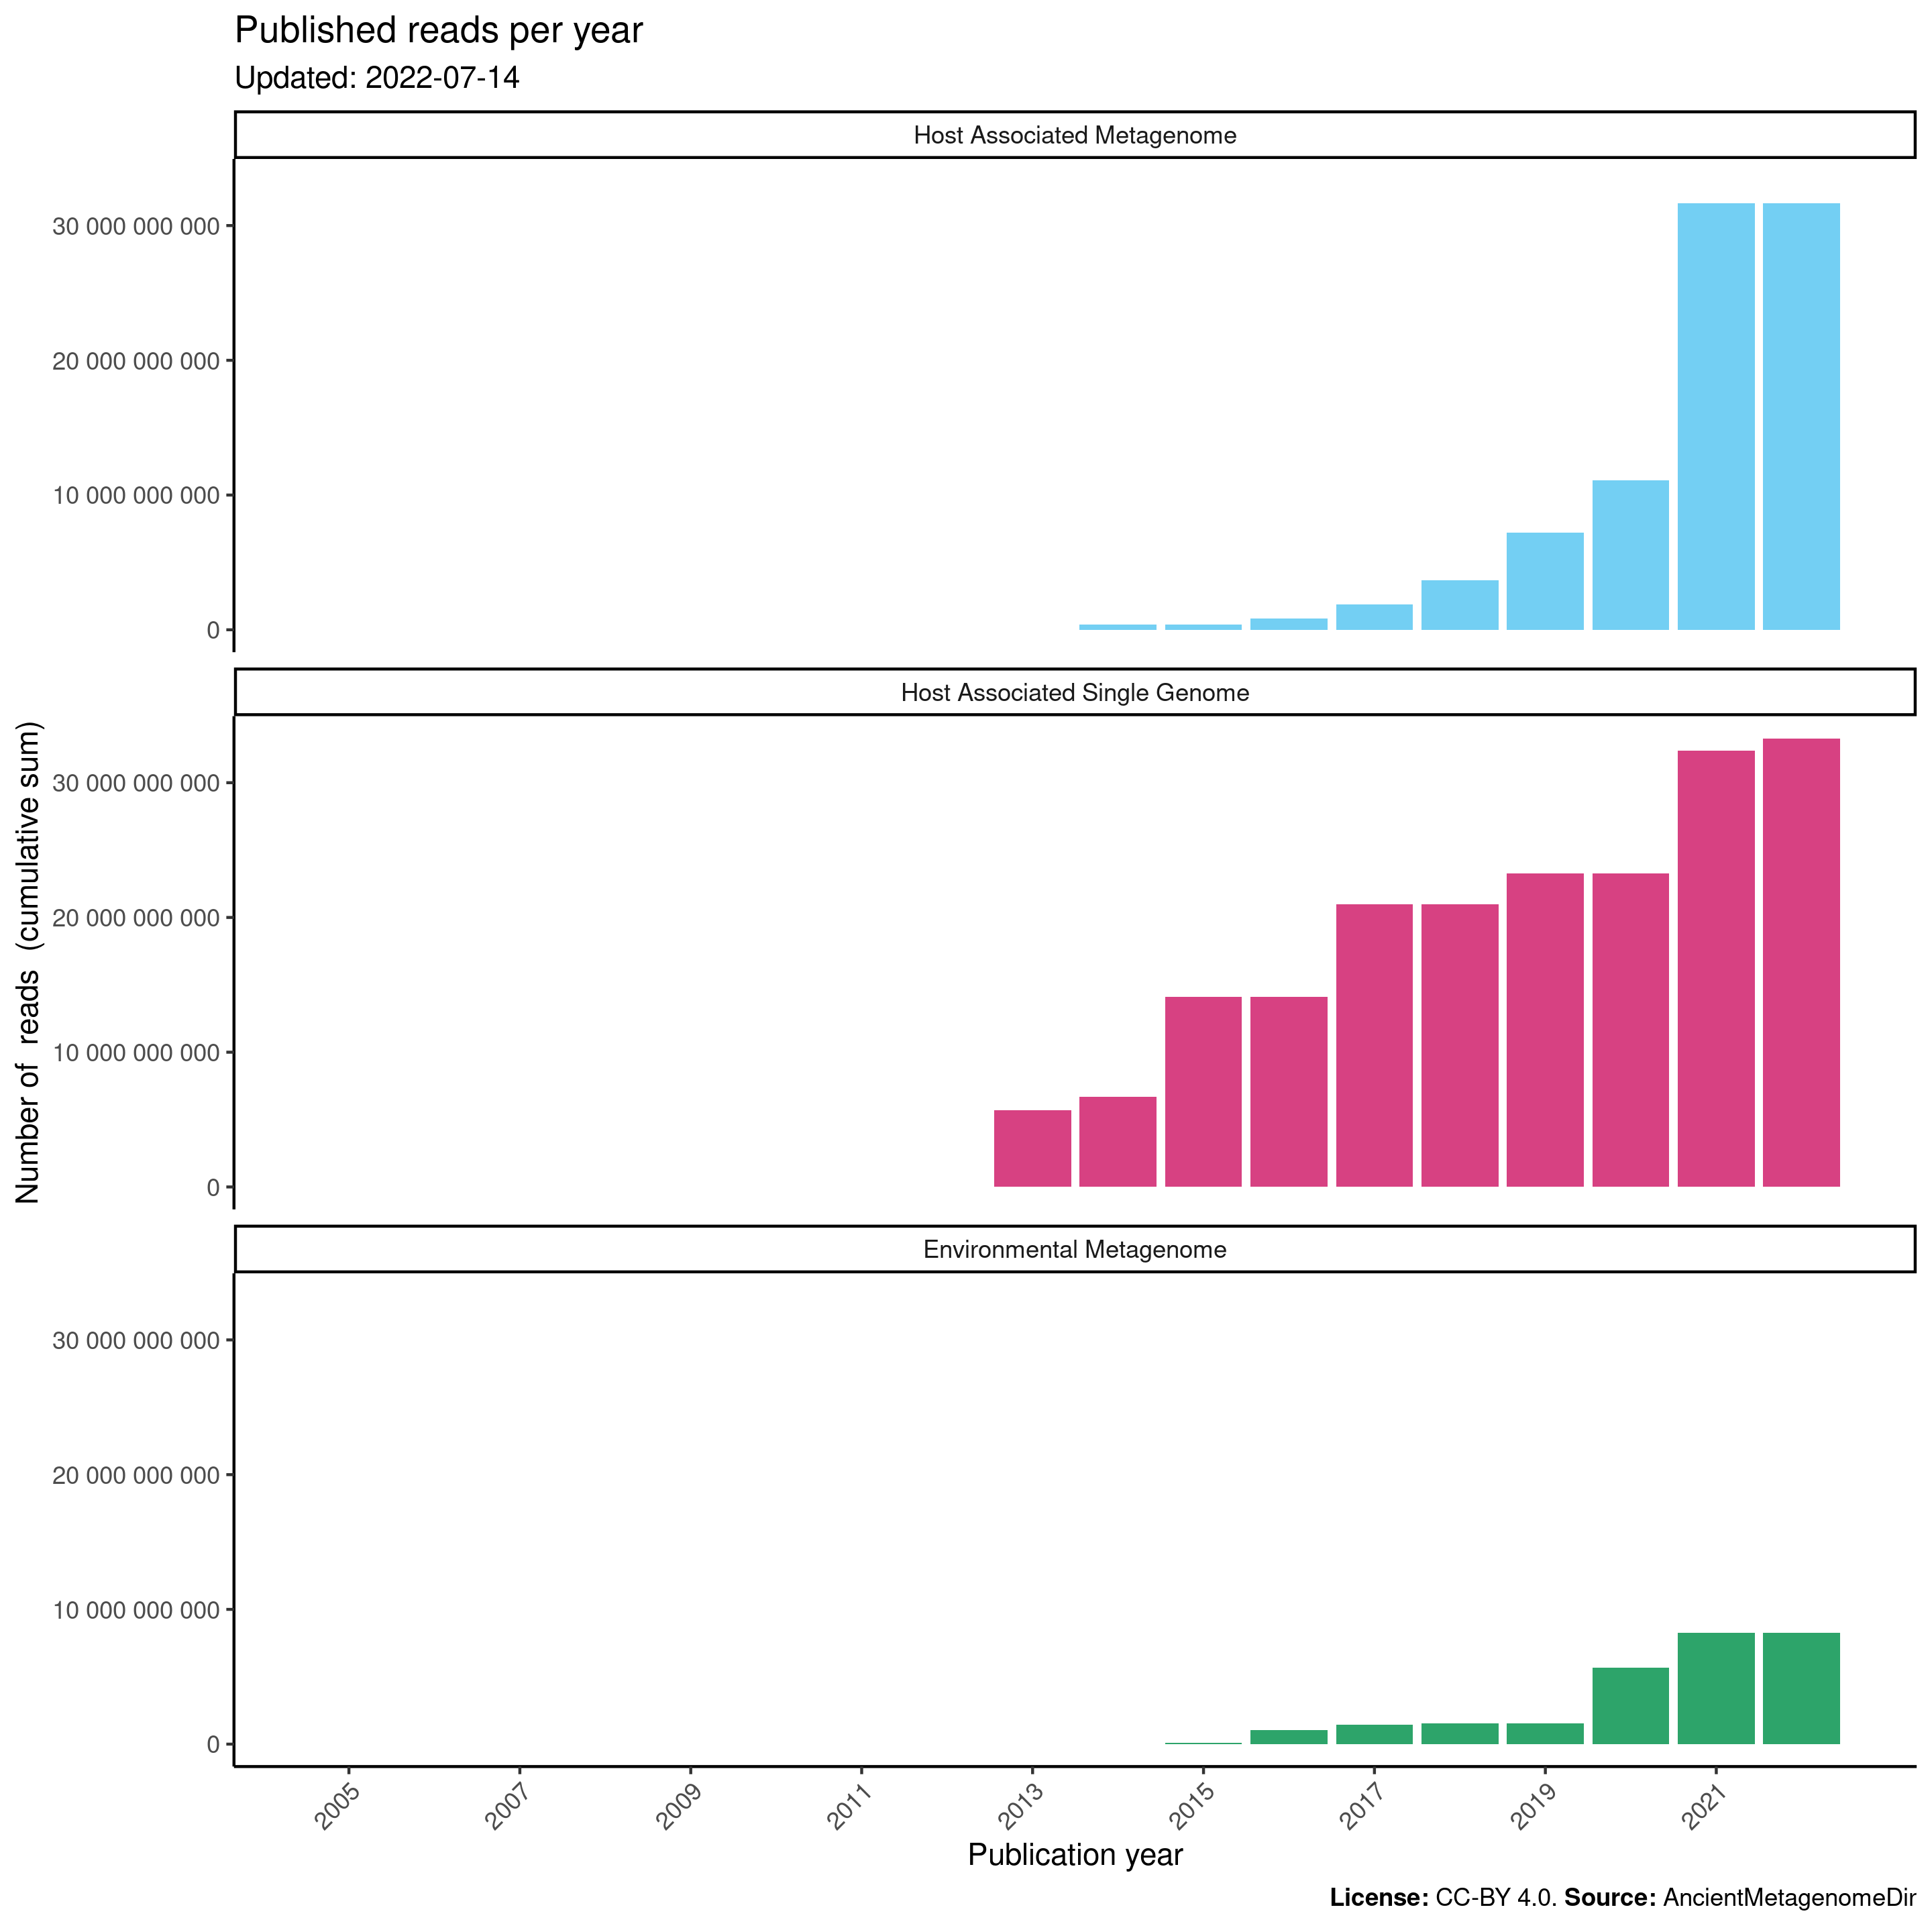 Published reads per year
Updated: 2022-07-14
Host Associated Metagenome
30 000 000 000
20 000 000 000
10 000 000 000
0
Host Associated Single Genome
30 000 000 000
20 000 000 000
10 000 000 000
0
Number of reads (cumulative sum)
Environmental Metagenome
30 000 000 000
20 000 000 000
10 000 000 000
0
2005 2007 2009 2011 2013 2015 2017 2019 2021
Publication year
License: CC-BY 4.0. Source: AncientMetagenomeDir